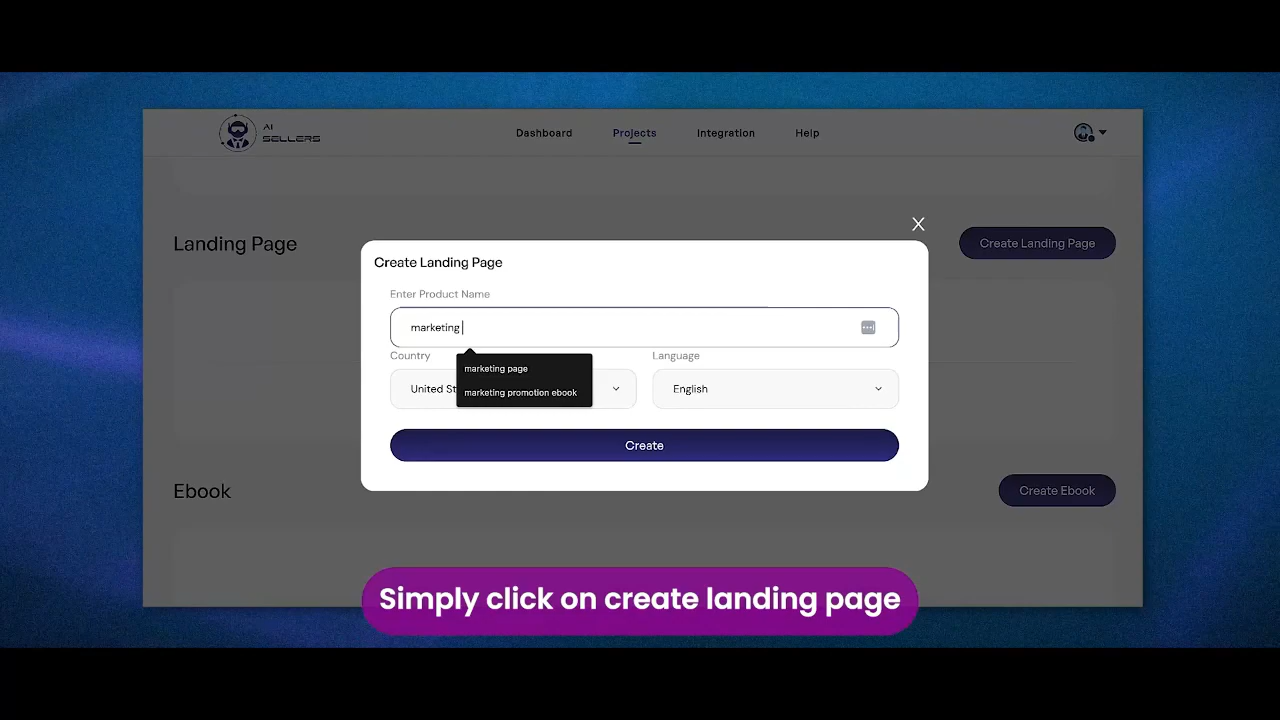 AI
SELLERS
Dashboard
Projects
Integration
Help
Landing Page
Create Landing Page
Create Landing Page
Enter Product Name
marketing
Country
Language
marketing page
marketing promotion ebook
United St
English
Create
Ebook
Create Ebook
Simply click on create landing page